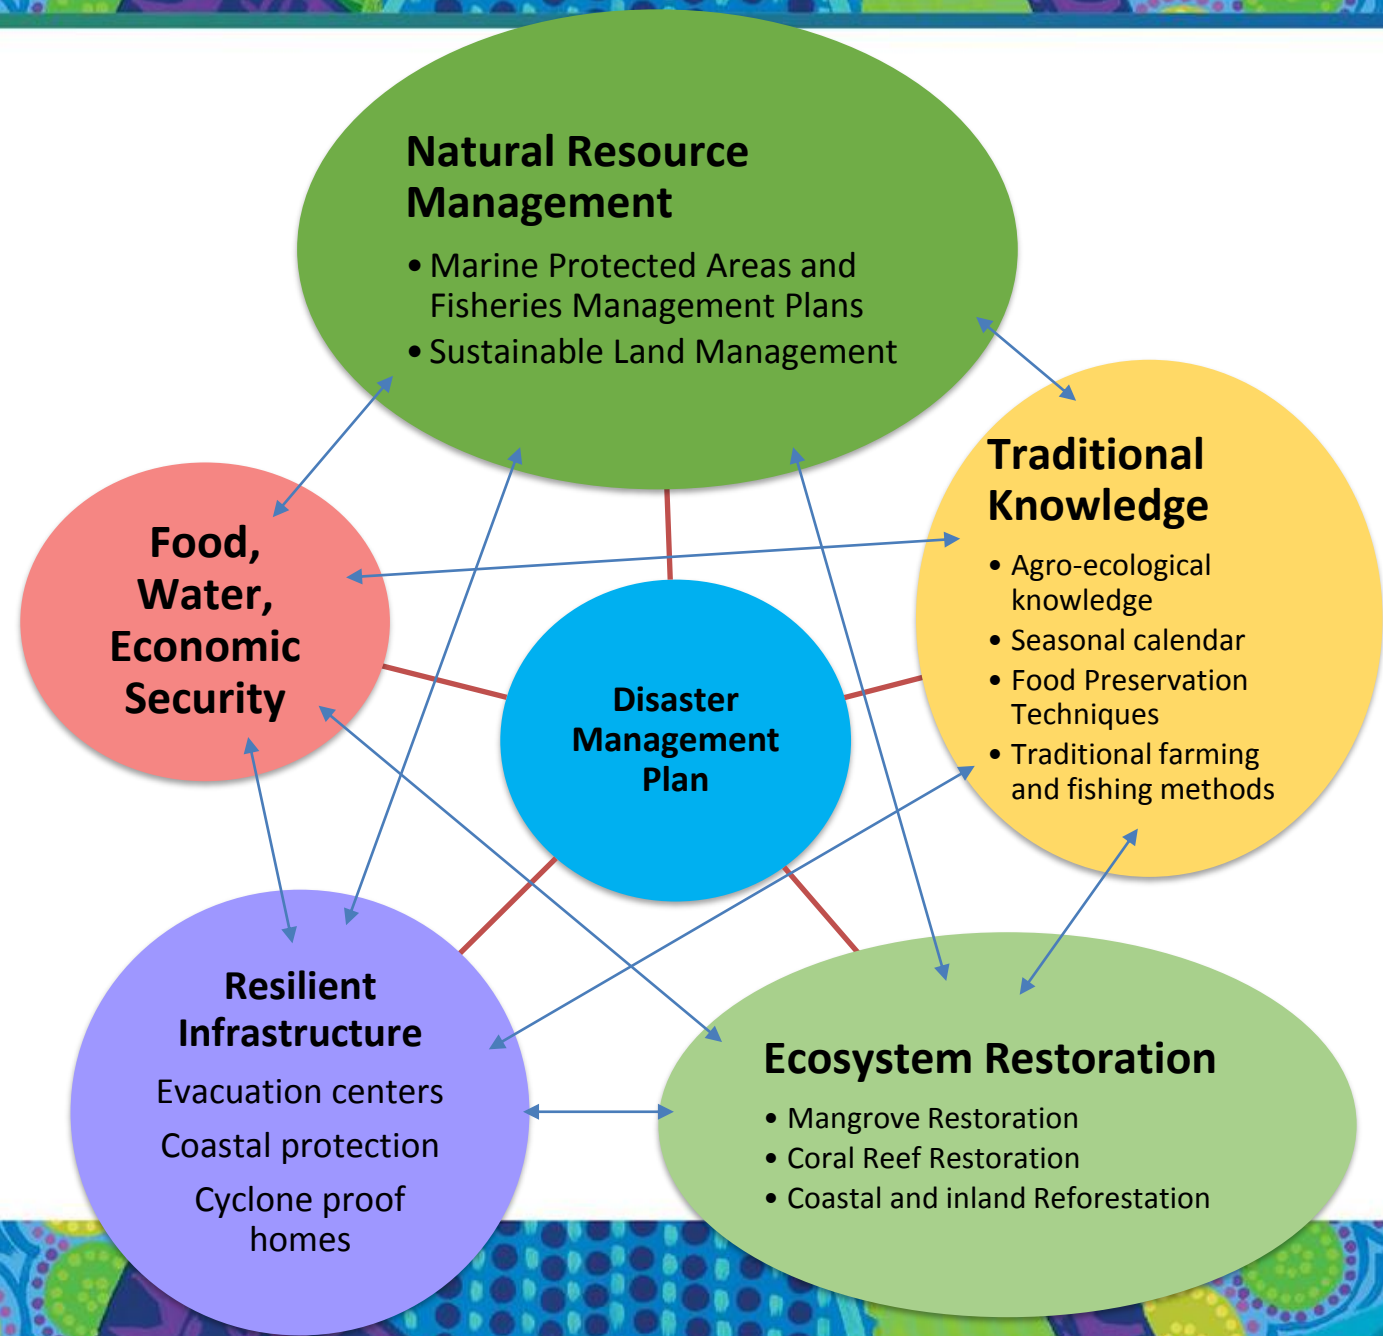 Natural Resource
Management
• Marine Protected Areas and
Fisheries Management Plans
• Sustainable Land Management
Traditional
Knowledge
• Agro-ecological
knowledge
• Seasonal calendar
• Food Preservation
Techniques
• Traditional farming
and fishing methods
Food,
Water,
Economic
Security
Disaster
Management
Plan
Resilient
Infrastructure
Evacuation centers
Coastal protection
Cyclone proof
homes
Ecosystem Restoration
• Mangrove Restoration
• Coral Reef Restoration
• Coastal and inland Reforestation